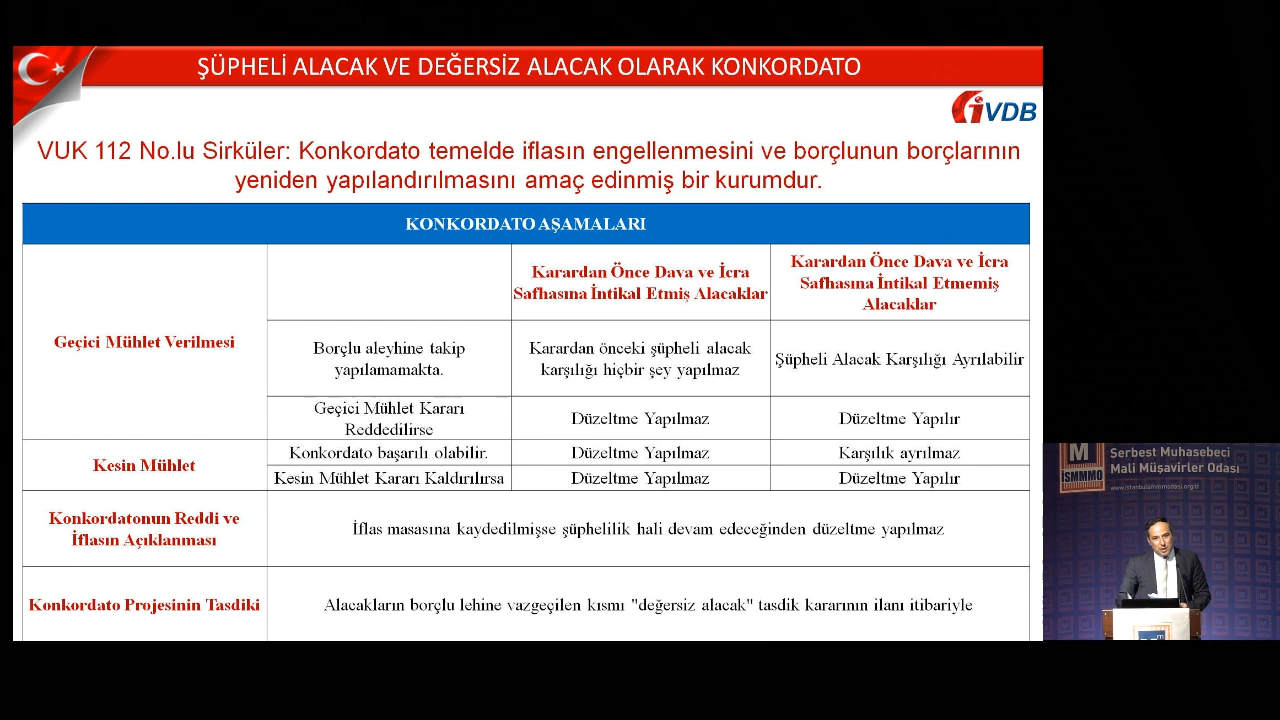 ŞÜPHELİ ALACAK VE DEĞERSİZ ALACAK OLARAK KONKORDATO
iVDB
VUK 112 No.lu Sirküler: Konkordato temelde iflasın engellenmesini ve borçlunun borçlarının
yeniden yapılandırılmasını amaç edinmiş bir kurumdur.
KONKORDATO AŞAMALARI
Geçici Mühlet Verilmesi
Karardan Önce Dava ve İcra
Safhasına İntikal Etmiş Alacaklar
Karardan Önce Dava ve İcra
Safhasına İntikal Etmemiş
Alacaklar
Borçlu aleyhine takip
yapılamamakta.
Karardan önceki şüpheli alacak
karşılığı hiçbir şey yapılmaz
Şüpheli Alacak Karşılığı Ayrılabilir
Geçici Mühlet Kararı
Reddedilirse
Düzeltme Yapılmaz
Düzeltme Yapılır
Kesin Mühlet
Konkordato başarılı olabilir.
Düzeltme Yapılmaz
Karşılık ayrılmaz
Kesin Mühlet Kararı Kaldırılırsa
Düzeltme Yapılmaz
Düzeltme Yapılır
Konkordatonun Reddi ve
İflasın Açıklanması
İflas masasına kaydedilmişse şüphelilik hali devam edeceğinden düzeltme yapılmaz
Konkordato Projesinin Tasdiki
Alacakların borçlu lehine vazgeçilen kısmı "değersiz alacak" tasdik kararının ilanı itibariyle
M
İSMMMO
Serbest Muhasebeci
Mali Müşavirler Odası
www.istanbulsmmmodasi.org.tr